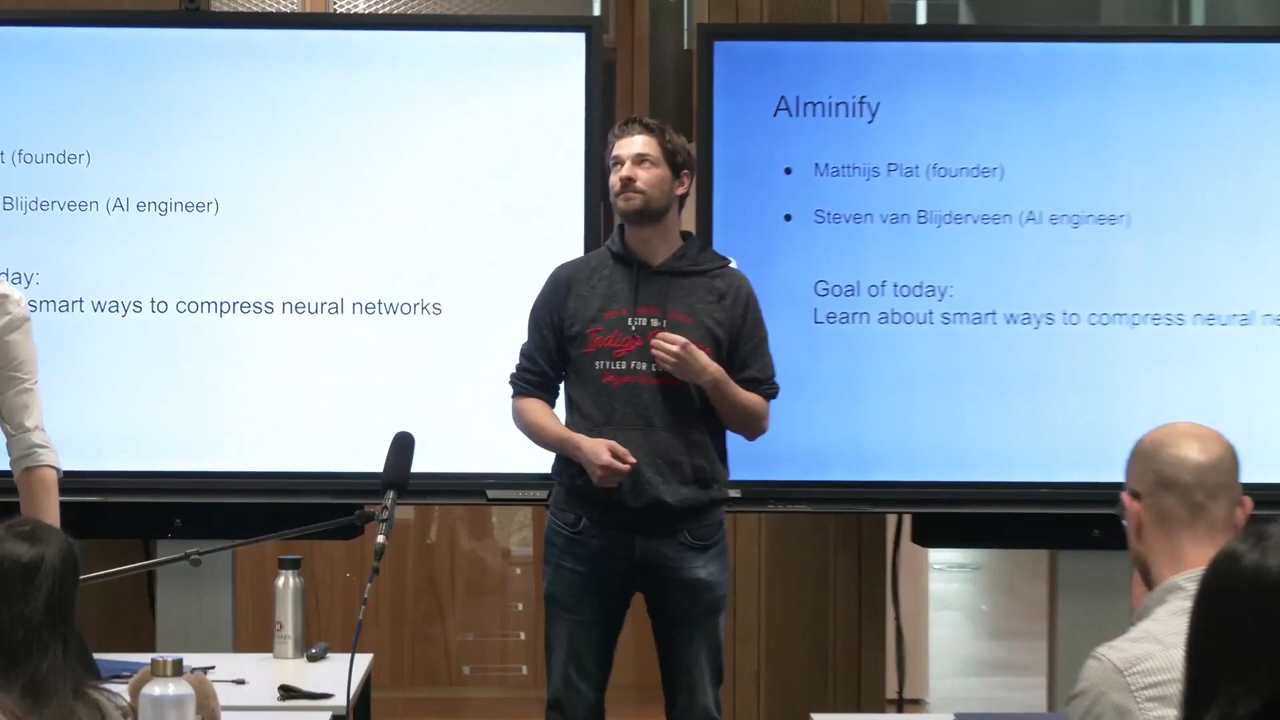 t (founder)
Blijderveen (AI engineer)
day:
smart ways to compress neural networks
AIminify
• Matthijs Plat (founder)
• Steven van Blijderveen (AI engineer)
Goal of today:
Learn about smart ways to compress neural ne
ESTD
STYLED FOR